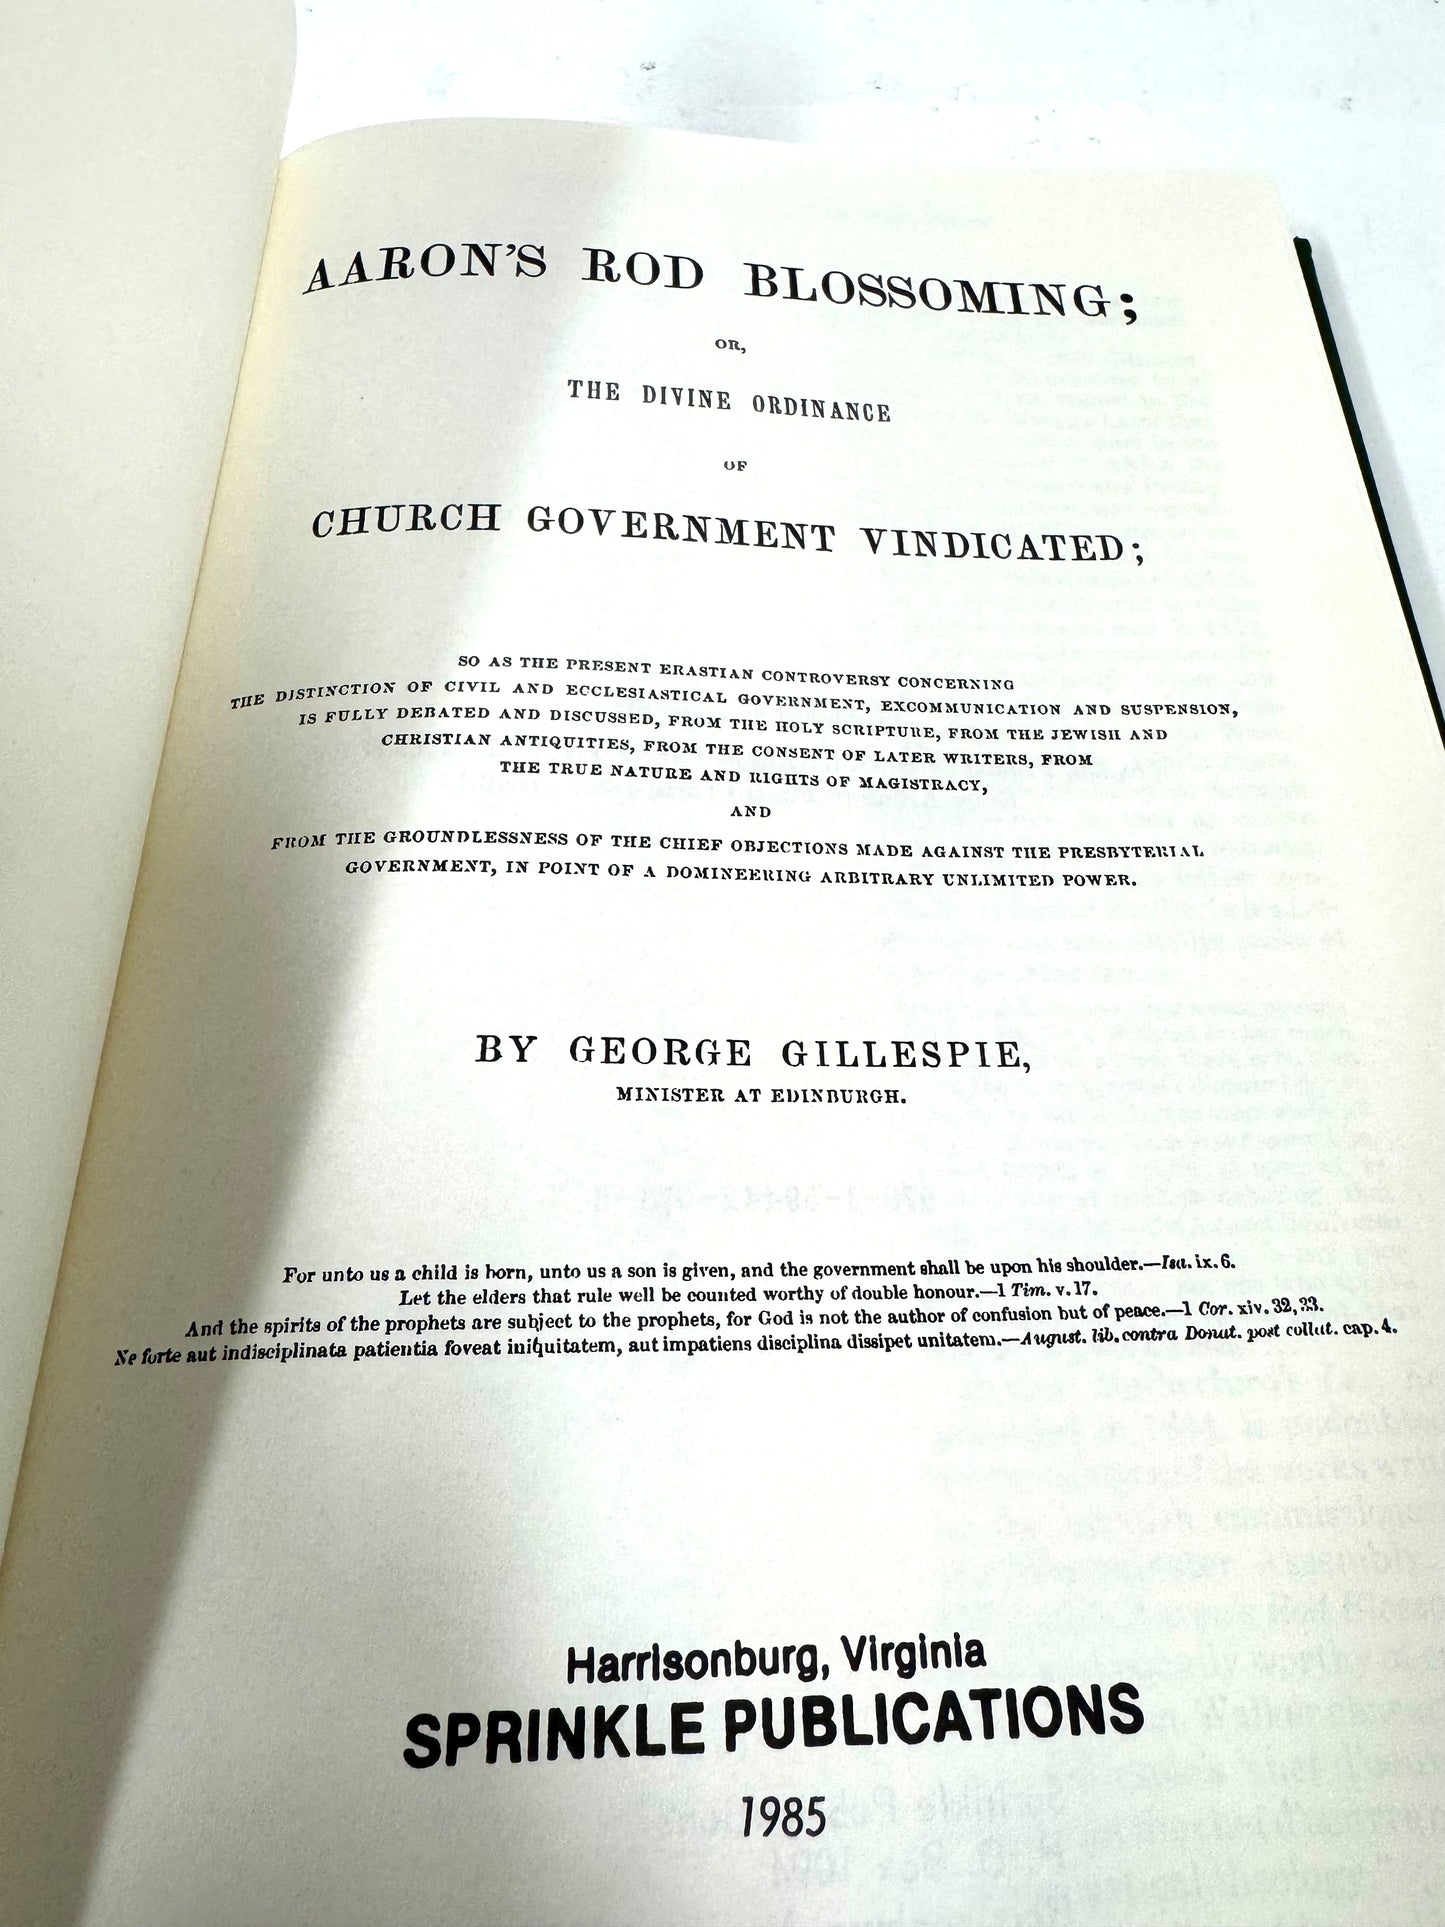 AARON'S ROD BLOSSOMING;
OR,
THE DIVINE ORDINANCE
OF
CHURCH GOVERNMENT VINDICATED;
SO AS THE PRESENT ERASTIAN CONTROVERSY CONCERNING
THE DISTINCTION OF CIVIL AND ECCLESIASTICAL GOVERNMENT, EXCOMMUNICATION AND SUSPENSION,
IS FULLY DEBATED AND DISCUSSED, FROM THE HOLY SCRIPTURE, FROM THE JEWISH AND
CHRISTIAN ANTIQUITIES, FROM THE CONSENT OF LATER WRITERS, FROM
THE TRUE NATURE AND RIGHTS OF MAGISTRACY,
AND
FROM THE GROUNDLESSNESS OF THE CHIEF OBJECTIONS MADE AGAINST THE PRESBYTERIAL
GOVERNMENT, IN POINT OF A DOMINEERING ARBITRARY UNLIMITED POWER.
BY GEORGE GILLESPIE,
MINISTER AT EDINBURGH.
For unto us a child is born, unto us a son is given, and the government shall be upon his shoulder.—Isa. ix. 6.
Let the elders that rule well be counted worthy of double honour.—1 Tim. v. 17.
And the spirits of the prophets are subject to the prophets, for God is not the author of confusion but of peace.—1 Cor. xiv. 32, 33.
Ne forte aut indisciplinata patientia foveat iniquitatem, aut impatiens disciplina dissipet unitatem.—August. lib. contra Donat. post collat. cap. 4.
Harrisonburg, Virginia
SPRINKLE PUBLICATIONS
1985